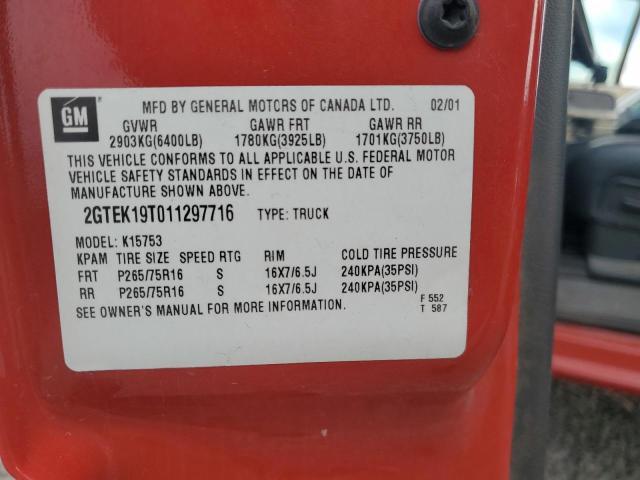 GM
MFD BY GENERAL MOTORS OF CANADA LTD. 02/01
GVWR GAWR FRT GAWR RR
2903KG(6400LB) 1780KG(3925LB) 1701KG(3750LB)
THIS VEHICLE CONFORMS TO ALL APPLICABLE U.S. FEDERAL MOTOR
VEHICLE SAFETY STANDARDS IN EFFECT ON THE DATE OF
MANUFACTURE SHOWN ABOVE.
2GTEK19T011297716 TYPE: TRUCK
MODEL: K15753
KPAM TIRE SIZE SPEED RTG RIM COLD TIRE PRESSURE
FRT P265/75R16 S 16X7/6.5J 240KPA(35PSI)
RR P265/75R16 S 16X7/6.5J 240KPA(35PSI)
SEE OWNER'S MANUAL FOR MORE INFORMATION.
F 552
T 587